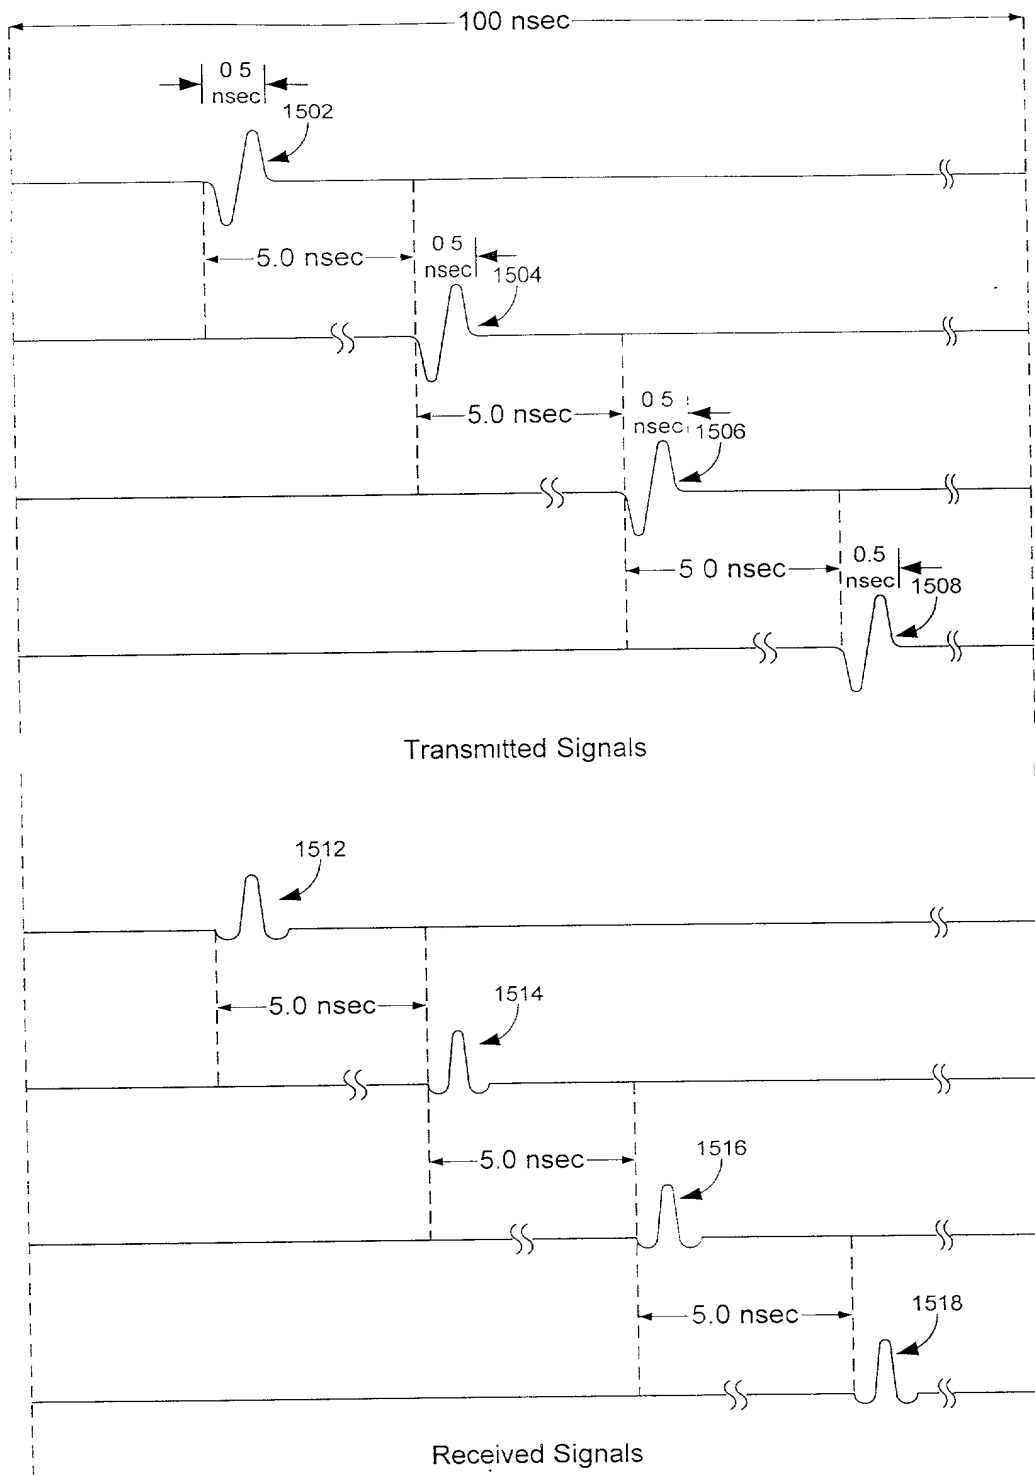 100 nsec
0 5
nsec
1502
5.0 nsec
0 5
nsec
1504
5.0 nsec
0 5
nsec
1506
5 0 nsec
0.5
nsec
1508
Transmitted Signals
1512
5.0 nsec
1514
5.0 nsec
1516
5.0 nsec
1518
Received Signals